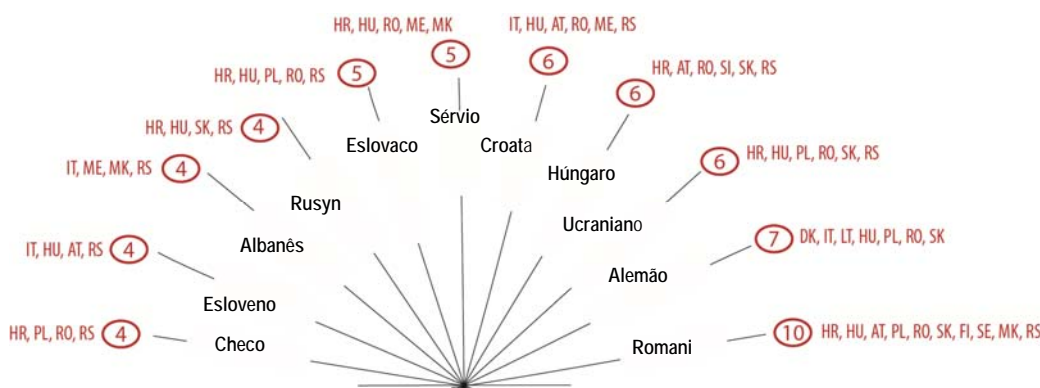 HR, HU, RO, ME, MK
5
IT, HU, AT, RO, ME, RS
6
HR, HU, PL, RO, RS
5
HR, AT, RO, SI, SK, RS
6
Sérvio
Eslovaco
Croata
HR, HU, SK, RS
4
Húngaro
HR, HU, PL, RO, SK, RS
6
IT, ME, MK, RS
4
Rusyn
Ucraniano
Albanês
IT, HU, AT, RS
4
DK, IT, LT, HU, PL, RO, SK
7
Alemão
Esloveno
HR, PL, RO, RS
4
Checo
Romani
10
HR, HU, AT, PL, RO, SK, FI, SE, MK, RS